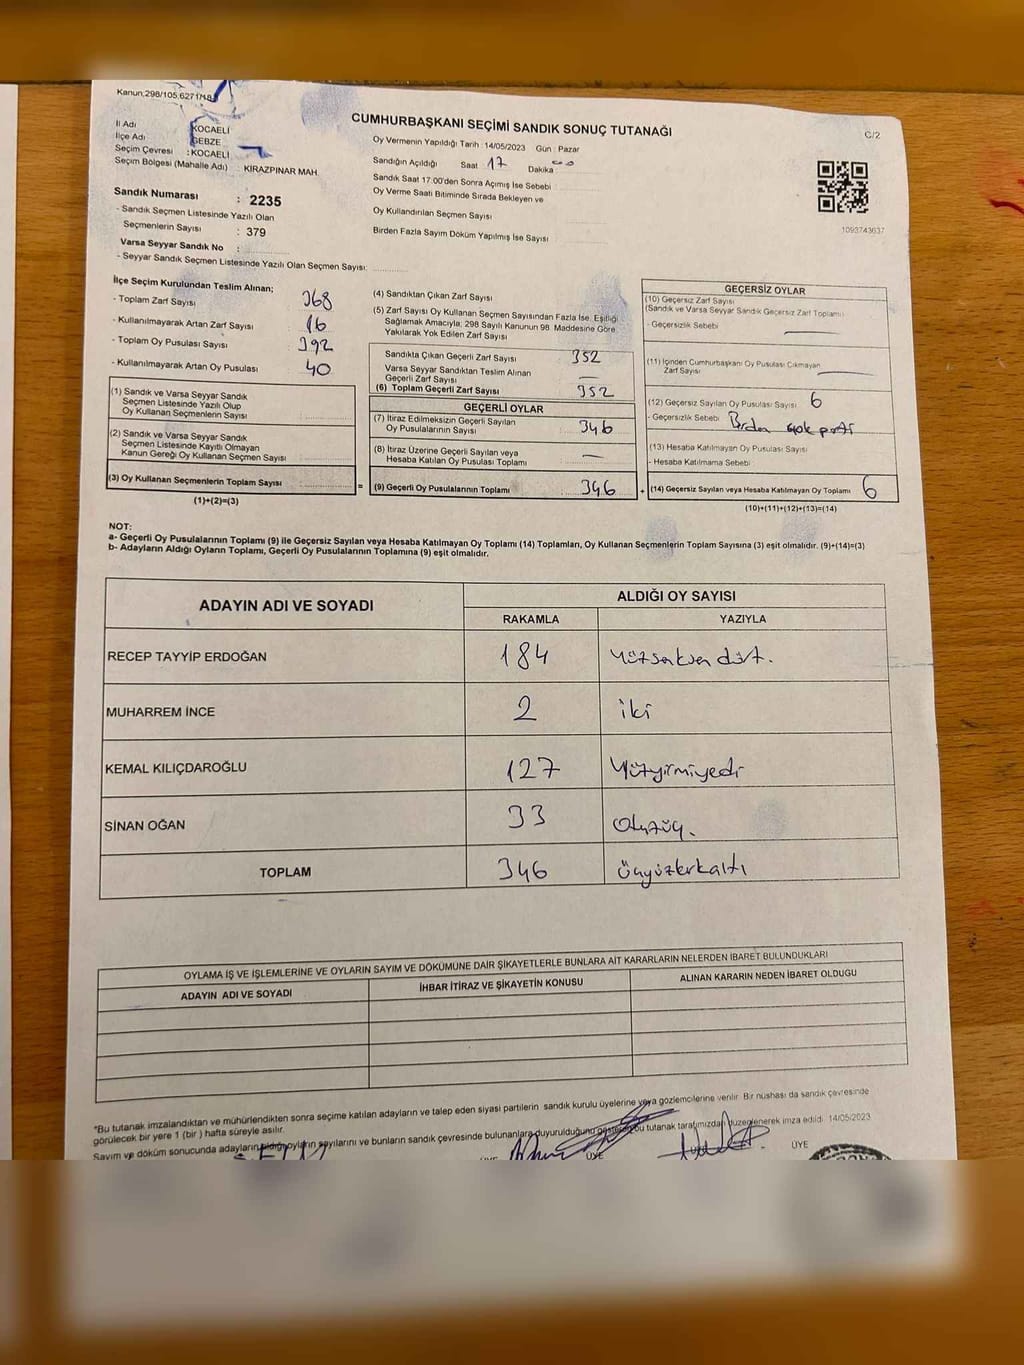 Kanun;298/105,6271/18
CUMHURBAŞKANI SEÇİMİ SANDIK SONUÇ TUTANAĞI
C/2
İl Adı KOCAELİ
İlçe Adı GEBZE
Seçim Çevresi : KOCAELİ
Seçim Bölgesi (Mahalle Adı) KİRAZPINAR MAH.
Oy Vermenin Yapıldığı Tarih 14/05/2023 Gün : Pazar
Sandığın Açıldığı Saat 17 Dakika 00
Sandık Saat 17:00'den Sonra Açımış İse Sebebi
Oy Verme Saati Bitiminde Sırada Bekleyen ve
Oy Kullandırılan Seçmen Sayısı
Birden Fazla Sayım Döküm Yapılmış İse Sayısı
1093743637
Sandık Numarası : 2235
- Sandık Seçmen Listesinde Yazılı Olan
Seçmenlerin Sayısı : 379
Varsa Seyyar Sandık No :
- Seyyar Sandık Seçmen Listesinde Yazılı Olan Seçmen Sayısı:
İlçe Seçim Kurulundan Teslim Alınan;
- Toplam Zarf Sayısı 368
- Kullanılmayarak Artan Zarf Sayısı 16
- Toplam Oy Pusulası Sayısı 392
- Kullanılmayarak Artan Oy Pusulası 40
(1) Sandık ve Varsa Seyyar Sandık
Seçmen Listesinde Yazılı Olup
Oy Kullanan Seçmenlerin Sayısı
(2) Sandık ve Varsa Seyyar Sandık
Seçmen Listesinde Kayıtlı Olmayan
Kanun Gereği Oy Kullanan Seçmen Sayısı
(3) Oy Kullanan Seçmenlerin Toplam Sayısı =
(1)+(2)=(3)
(4) Sandıktan Çıkan Zarf Sayısı
(5) Zarf Sayısı Oy Kullanan Seçmen Sayısından Fazla İse, Eşitliği
Sağlamak Amacıyla; 298 Sayılı Kanunun 98. Maddesine Göre
Yakılarak Yok Edilen Zarf Sayısı
Sandıkta Çıkan Geçerli Zarf Sayısı 352
Varsa Seyyar Sandıktan Teslim Alınan
Geçerli Zarf Sayısı —
(6) Toplam Geçerli Zarf Sayısı 352
GEÇERLİ OYLAR
(7) İtiraz Edilmeksizin Geçerli Sayılan
Oy Pusulalarının Sayısı 346
(8) İtiraz Üzerine Geçerli Sayılan veya
Hesaba Katılan Oy Pusulası Toplamı —
(9) Geçerli Oy Pusulalarının Toplamı 346 +
GEÇERSİZ OYLAR
(10) Geçersiz Zarf Sayısı
(Sandık ve Varsa Seyyar Sandık Geçersiz Zarf Toplamı)
- Geçersizlik Sebebi —
(11) İçinden Cumhurbaşkanı Oy Pusulası Çıkmayan
Zarf Sayısı —
(12) Geçersiz Sayılan Oy Pusulası Sayısı 6
- Geçersizlik Sebebi Birden çok parti
(13) Hesaba Katılmayan Oy Pusulası Sayısı
- Hesaba Katılmama Sebebi
(14) Geçersiz Sayılan veya Hesaba Katılmayan Oy Toplamı 6
(10)+(11)+(12)+(13)=(14)
NOT:
a- Geçerli Oy Pusulalarının Toplamı (9) ile Geçersiz Sayılan veya Hesaba Katılmayan Oy Toplamı (14) Toplamları, Oy Kullanan Seçmenlerin Toplam Sayısına (3) eşit olmalıdır. (9)+(14)=(3)
b- Adayların Aldığı Oyların Toplamı, Geçerli Oy Pusulalarının Toplamına (9) eşit olmalıdır.
ADAYIN ADI VE SOYADI ALDIĞI OY SAYISI
RAKAMLA YAZIYLA
RECEP TAYYİP ERDOĞAN 184 Yüzseksen dört.
MUHARREM İNCE 2 iki
KEMAL KILIÇDAROĞLU 127 Yüzyirmiyedi
SİNAN OĞAN 33 Otuzüç.
TOPLAM 346 Üçyüzkırkaltı
OYLAMA İŞ VE İŞLEMLERİNE VE OYLARIN SAYIM VE DÖKÜMÜNE DAİR ŞİKAYETLERLE BUNLARA AİT KARARLARIN NELERDEN İBARET BULUNDUKLARI
ADAYIN ADI VE SOYADI İHBAR İTİRAZ VE ŞİKAYETİN KONUSU ALINAN KARARIN NEDEN İBARET OLDUĞU
"Bu tutanak imzalandıktan ve mühürlendikten sonra seçime katılan adayların ve talep eden siyasi partilerin sandık kurulu üyelerine veya gözlemcilerine verilir. Bir nüshası da sandık çevresinde
görülecek bir yere 1 (bir ) hafta süreyle asılır.
Sayım ve döküm sonucunda adayların aldığı oyların sayılarını ve bunların sandık çevresinde bulunanlara duyurulduğunu gösteren bu tutanak tarafımızdan düzenlenerek imza edildi. 14/05/2023
ÜYE ÜYE